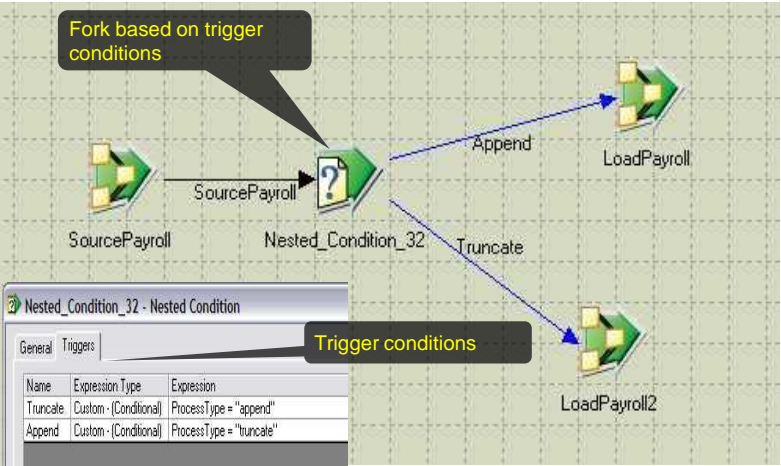 Fork based on trigger
conditions
Append
LoadPayroll
SourcePayroll
SourcePayroll
Nested_Condition_32
Truncate
Nested_Condition_32 - Nested Condition
General Triggers
Trigger conditions
Name Expression Type Expression
Truncate Custom - (Conditional) ProcessType = "append"
Append Custom - (Conditional) ProcessType = "truncate"
LoadPayroll2